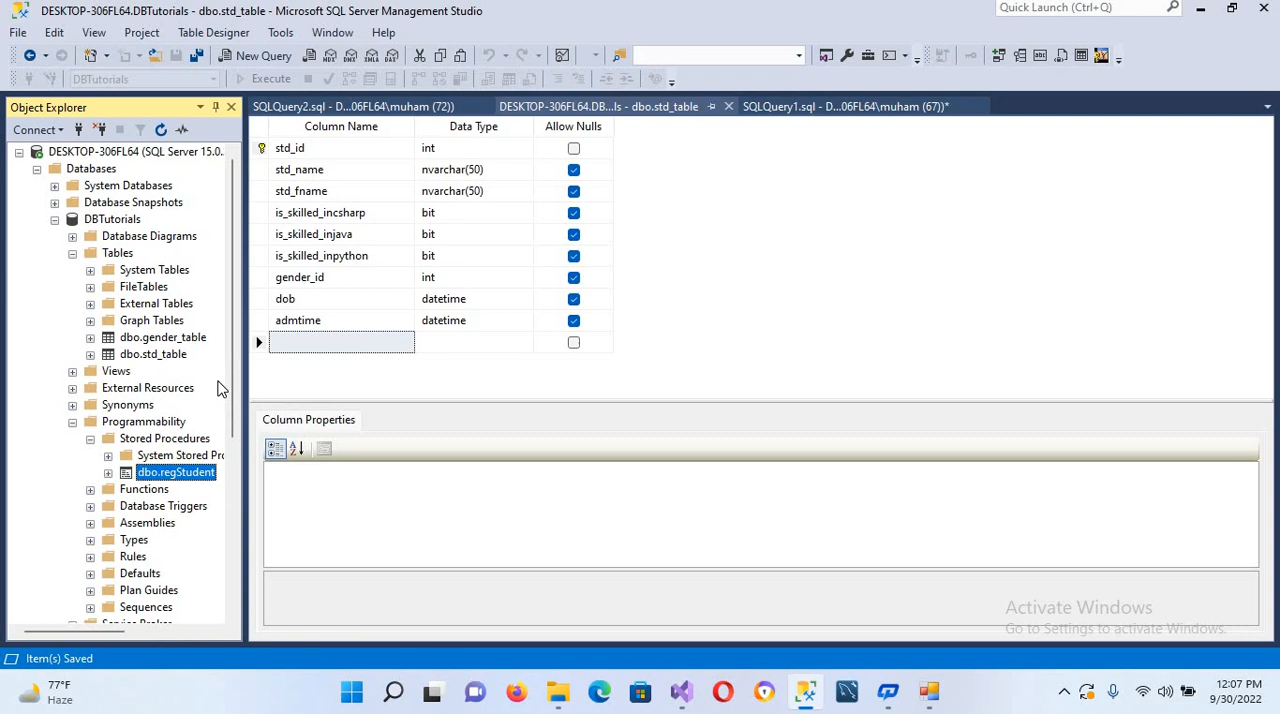 DESKTOP-306FL64.DBTutorials - dbo.std_table - Microsoft SQL Server Management Studio
Quick Launch (Ctrl+Q)
File Edit View Project Table Designer Tools Window Help
New Query
MDX DMX XMLA DAX
DBTutorials Execute
Object Explorer
SQLQuery2.sql - D...06FL64\muham (72))
DESKTOP-306FL64.DB...ls - dbo.std_table
SQLQuery1.sql - D...06FL64\muham (67))*
Connect
DESKTOP-306FL64 (SQL Server 15.0...
Databases
System Databases
Database Snapshots
DBTutorials
Database Diagrams
Tables
System Tables
FileTables
External Tables
Graph Tables
dbo.gender_table
dbo.std_table
Views
External Resources
Synonyms
Programmability
Stored Procedures
System Stored Pro
dbo.regStudent
Functions
Database Triggers
Assemblies
Types
Rules
Defaults
Plan Guides
Sequences
Column Name Data Type Allow Nulls
std_id int
std_name nvarchar(50)
std_fname nvarchar(50)
is_skilled_incsharp bit
is_skilled_injava bit
is_skilled_inpython bit
gender_id int
dob datetime
admtime datetime
Column Properties
Activate Windows
Go to Settings to activate Windows.
Item(s) Saved
77°F
Haze
12:07 PM
9/30/2022